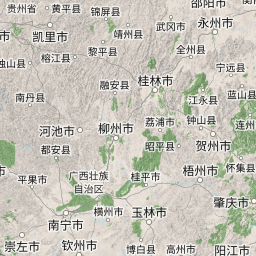 贵州省
黄平县
锦屏县
邵阳市
凯里市
靖州县
武冈市
永州市
榕江县
黎平县
全州县
独山县
宁远县
融安县
桂林市
南丹县
江永县
蓝山县
河池市
柳州市
荔浦市
钟山县
连州
都安县
昭平县
贺州市
平果市
广西壮族
自治区
桂平市
梧州市
怀集县
南宁市
横州市
玉林市
肇庆市
崇左市
钦州市
博白县
高州市
阳江市